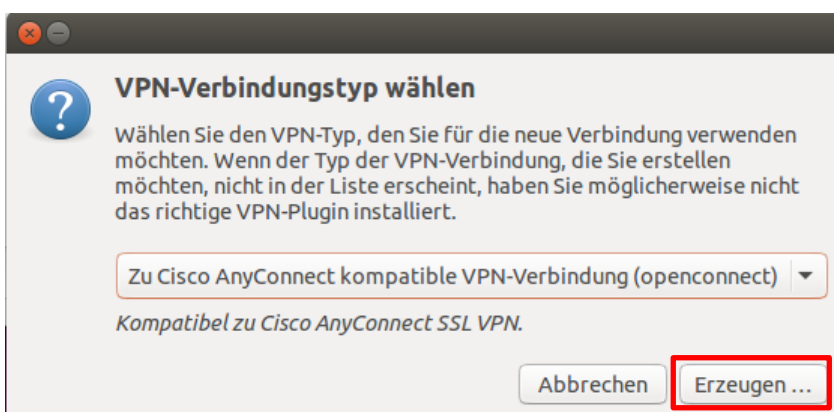 VPN-Verbindungstyp wählen
Wählen Sie den VPN-Typ, den Sie für die neue Verbindung verwenden
möchten. Wenn der Typ der VPN-Verbindung, die Sie erstellen
möchten, nicht in der Liste erscheint, haben Sie möglicherweise nicht
das richtige VPN-Plugin installiert.
Zu Cisco AnyConnect kompatible VPN-Verbindung (openconnect)
Kompatibel zu Cisco AnyConnect SSL VPN.
Abbrechen Erzeugen ...